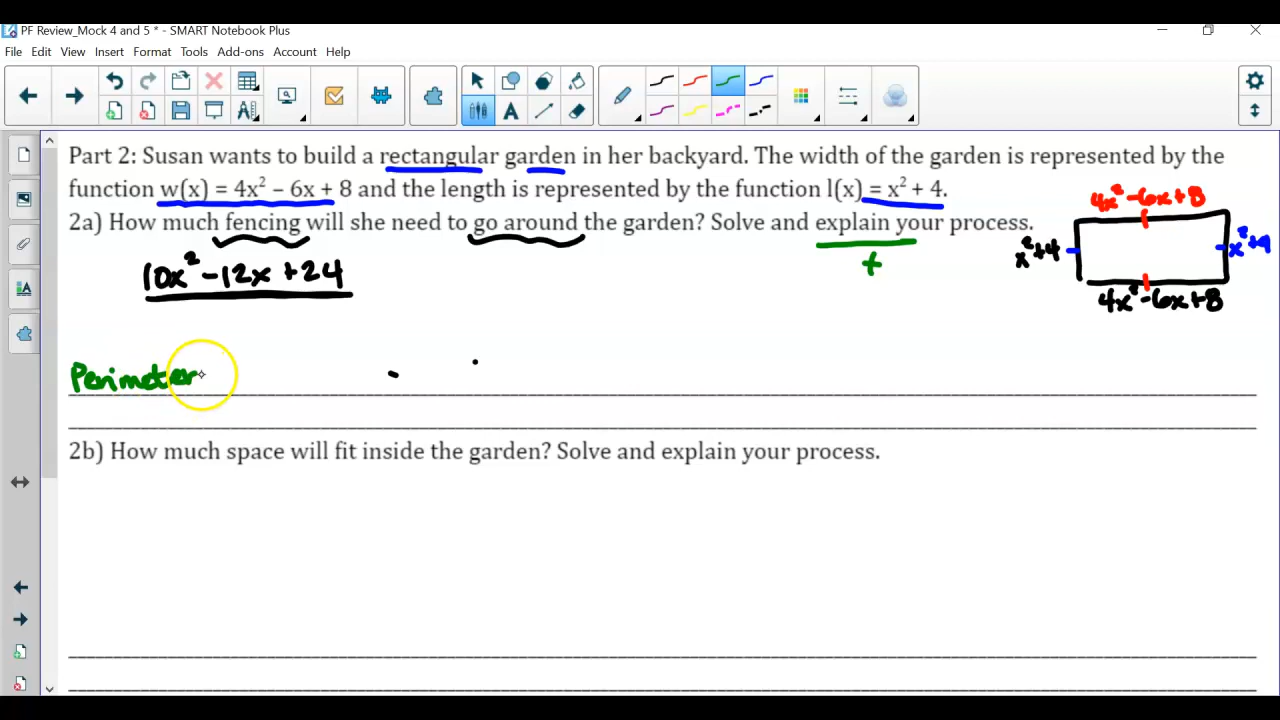 PF Review_Mock 4 and 5 * - SMART Notebook Plus
File Edit View Insert Format Tools Add-ons Account Help
Part 2: Susan wants to build a rectangular garden in her backyard. The width of the garden is represented by the
function w(x) = 4x² – 6x + 8 and the length is represented by the function l(x) = x² + 4.
4x²-6x+8
2a) How much fencing will she need to go around the garden? Solve and explain your process.
x²+4
x²+4
+
10x²-12x+24
4x²-6x+8
Perimeter
2b) How much space will fit inside the garden? Solve and explain your process.